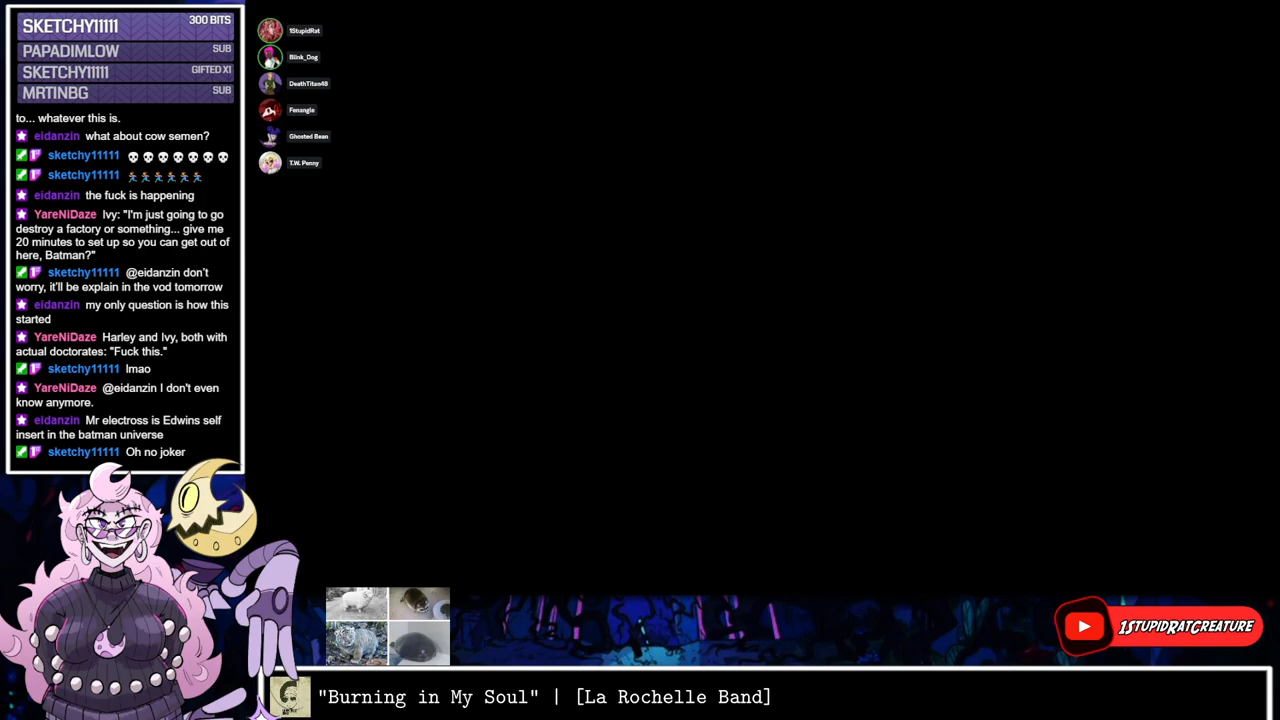 SKETCHY11111 300 BITS
PAPADIMLOW SUB
SKETCHY11111 GIFTED X1
MRTINBG SUB
to... whatever this is.
eidanzin what about cow semen?
sketchy11111 💀💀💀💀💀💀💀
sketchy11111
eidanzin the fuck is happening
YareNiDaze Ivy: "I'm just going to go
destroy a factory or something... give me
20 minutes to set up so you can get out of
here, Batman?"
sketchy11111 @eidanzin don't
worry, it'll be explain in the vod tomorrow
eidanzin my only question is how this
started
YareNiDaze Harley and Ivy, both with
actual doctorates: "Fuck this."
sketchy11111 lmao
YareNiDaze @eidanzin I don't even
know anymore.
eidanzin Mr electross is Edwins self
insert in the batman universe
sketchy11111 Oh no joker
1StupidRat
Blink_Dog
DeathTitan48
Fenangle
Ghosted Bean
T.W. Penny
1STUPIDRATCREATURE
"Burning in My Soul" | [La Rochelle Band]